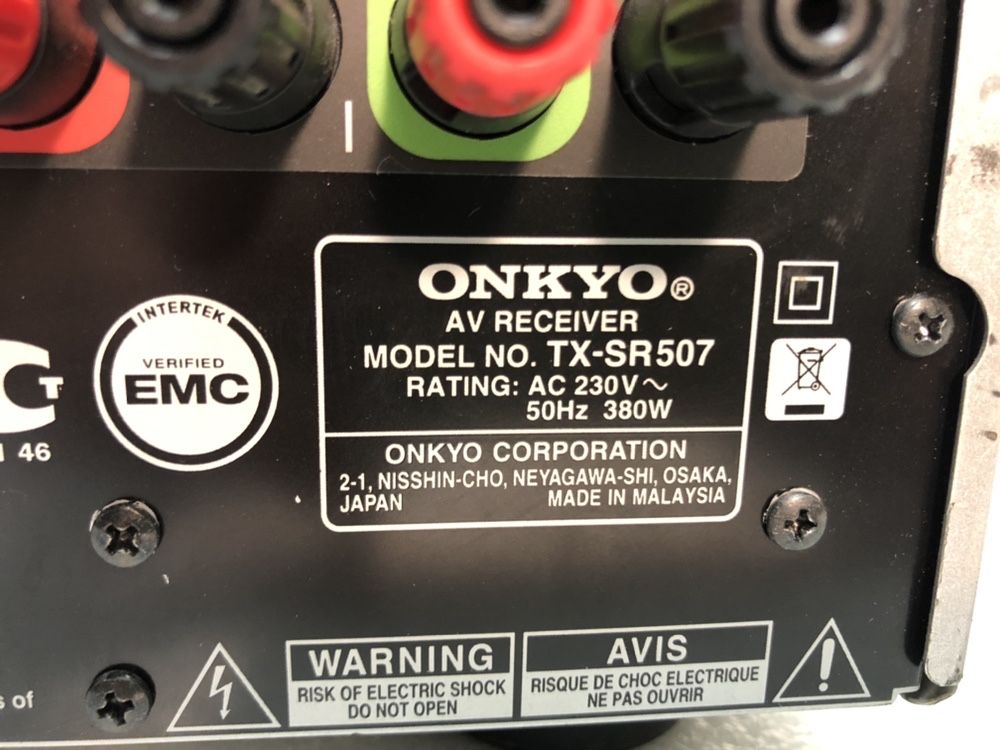 ONKYO®
AV RECEIVER
MODEL NO. TX-SR507
RATING: AC 230V~
50Hz 380W
ONKYO CORPORATION
2-1, NISSHIN-CHO, NEYAGAWA-SHI, OSAKA,
JAPAN MADE IN MALAYSIA
INTERTEK
VERIFIED
EMC
CT
46
WARNING
RISK OF ELECTRIC SHOCK
DO NOT OPEN
AVIS
RISQUE DE CHOC ELECTRIQUE
NE PAS OUVRIR
s of